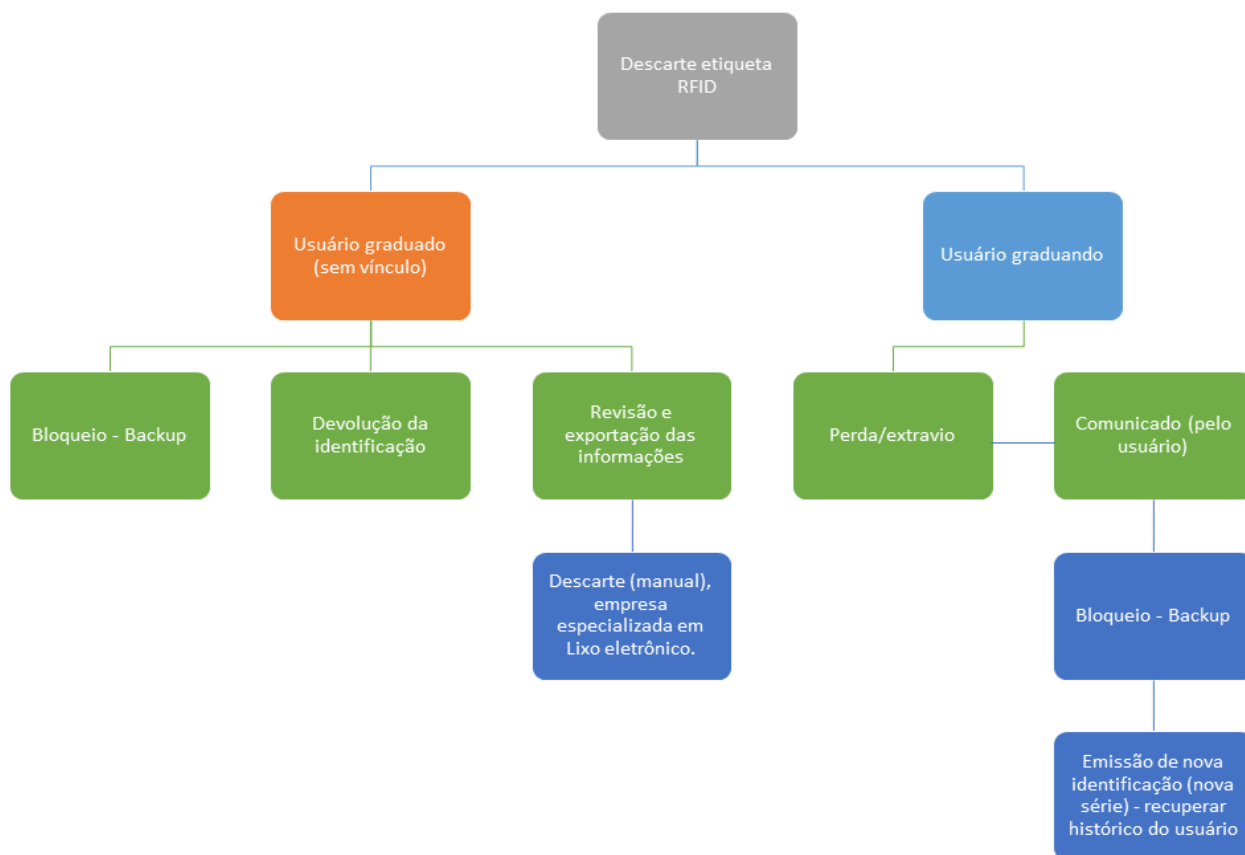 Descarte etiqueta
RFID
Usuário graduado
(sem vínculo)
Usuário graduando
Bloqueio - Backup
Devolução da
identificação
Revisão e
exportação das
informações
Perda/extravio
Comunicado (pelo
usuário)
Descarte (manual),
empresa
especializada em
Lixo eletrônico.
Bloqueio - Backup
Emissão de nova
identificação (nova
série) - recuperar
histórico do usuário